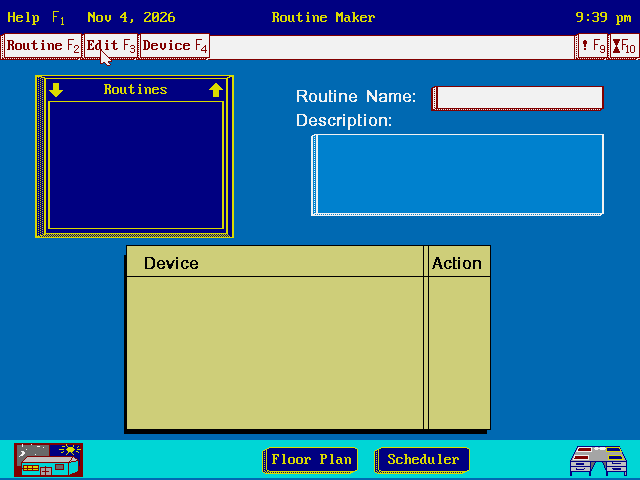 Help F1 Nov 4, 2026 Routine Maker 9:39 pm
Routine F2 Edit F3 Device F4 ! F9 F10
Routines
Routine Name:
Description:
Device Action
Floor Plan Scheduler